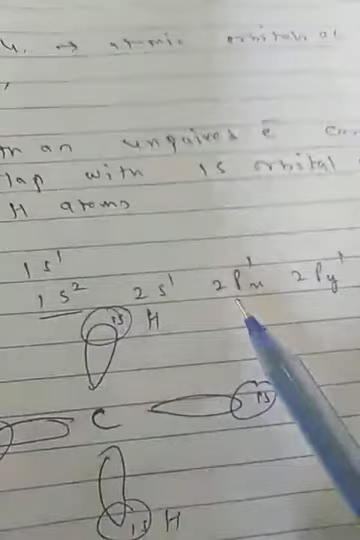 → atomic orbital of
an unpaired e⁻
lap with 1s orbital
H atoms
1s¹
1s² 2s¹ 2Px¹ 2Py¹
1s H
C 1s
1s H